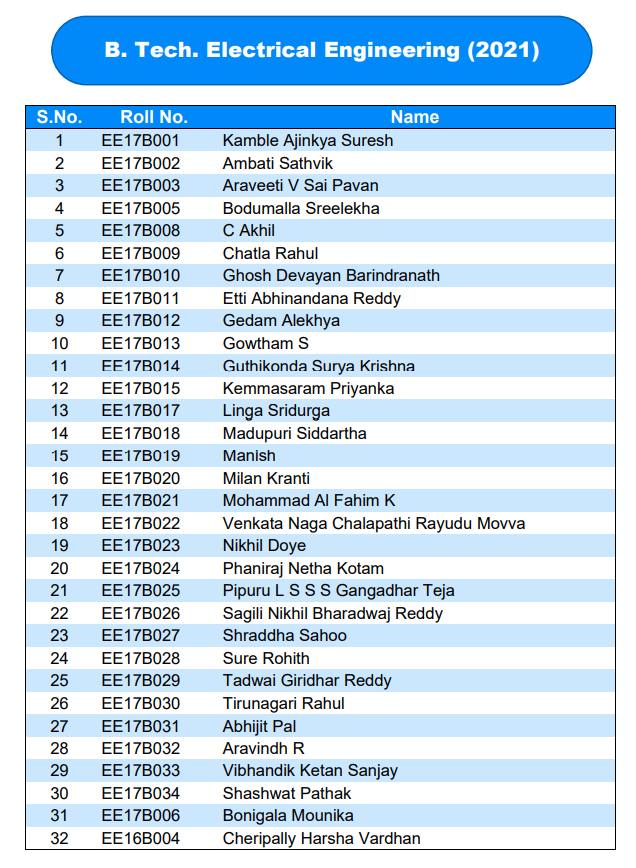 B. Tech. Electrical Engineering (2021)
S.No. Roll No. Name
1 EE17B001 Kamble Ajinkya Suresh
2 EE17B002 Ambati Sathvik
3 EE17B003 Araveeti V Sai Pavan
4 EE17B005 Bodumalla Sreelekha
5 EE17B008 C Akhil
6 EE17B009 Chatla Rahul
7 EE17B010 Ghosh Devayan Barindranath
8 EE17B011 Etti Abhinandana Reddy
9 EE17B012 Gedam Alekhya
10 EE17B013 Gowtham S
11 EE17B014 Guthikonda Surya Krishna
12 EE17B015 Kemmasaram Priyanka
13 EE17B017 Linga Sridurga
14 EE17B018 Madupuri Siddartha
15 EE17B019 Manish
16 EE17B020 Milan Kranti
17 EE17B021 Mohammad Al Fahim K
18 EE17B022 Venkata Naga Chalapathi Rayudu Movva
19 EE17B023 Nikhil Doye
20 EE17B024 Phaniraj Netha Kotam
21 EE17B025 Pipuru L S S S Gangadhar Teja
22 EE17B026 Sagili Nikhil Bharadwaj Reddy
23 EE17B027 Shraddha Sahoo
24 EE17B028 Sure Rohith
25 EE17B029 Tadwai Giridhar Reddy
26 EE17B030 Tirunagari Rahul
27 EE17B031 Abhijit Pal
28 EE17B032 Aravindh R
29 EE17B033 Vibhandik Ketan Sanjay
30 EE17B034 Shashwat Pathak
31 EE17B006 Bonigala Mounika
32 EE16B004 Cheripally Harsha Vardhan